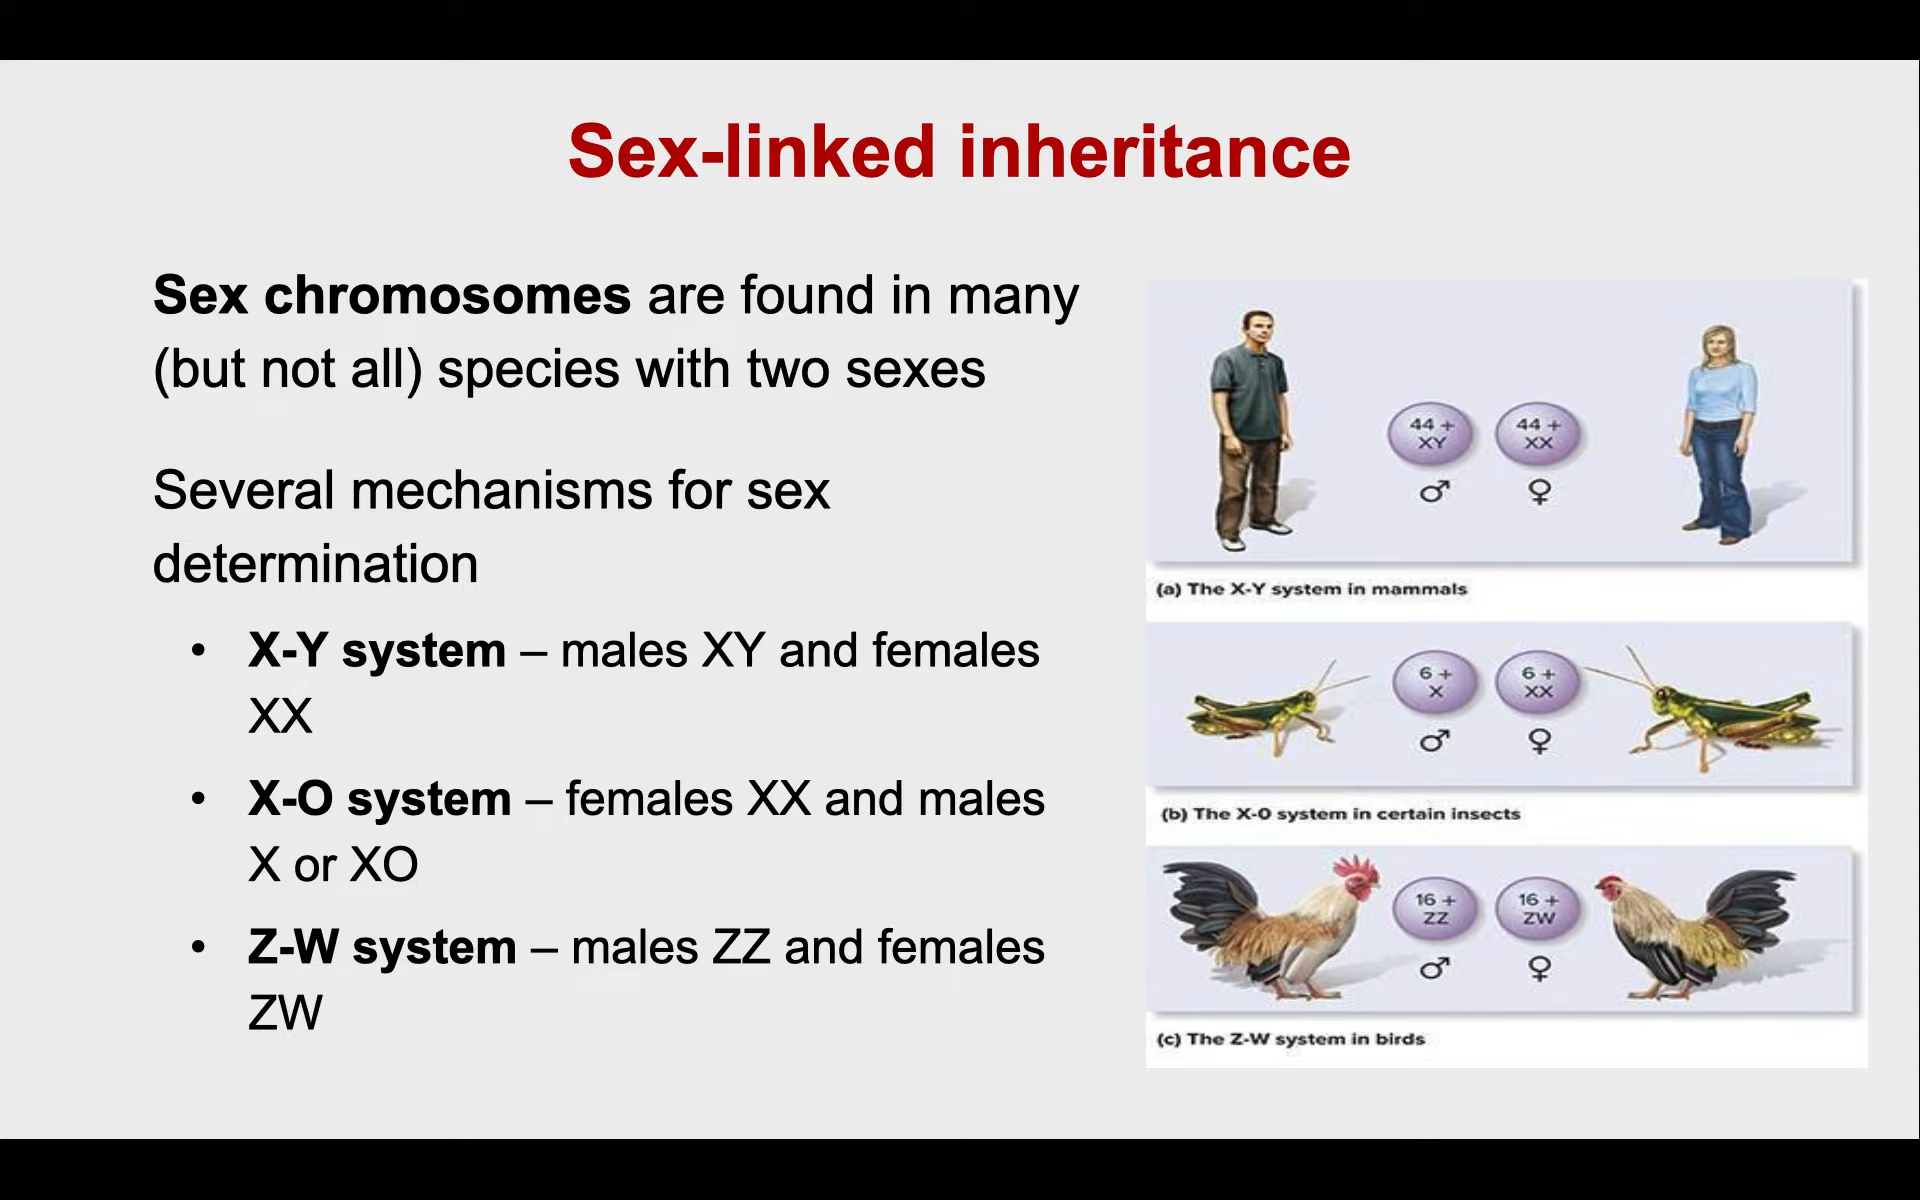 Sex-linked inheritance
Sex chromosomes are found in many
(but not all) species with two sexes
Several mechanisms for sex
determination
• X-Y system – males XY and females
XX
• X-O system – females XX and males
X or XO
• Z-W system – males ZZ and females
ZW
44 +
XY
♂
44 +
XX
♀
(a) The X-Y system in mammals
6 +
X
♂
6 +
XX
♀
(b) The X-O system in certain insects
16 +
ZZ
♂
16 +
ZW
♀
(c) The Z-W system in birds